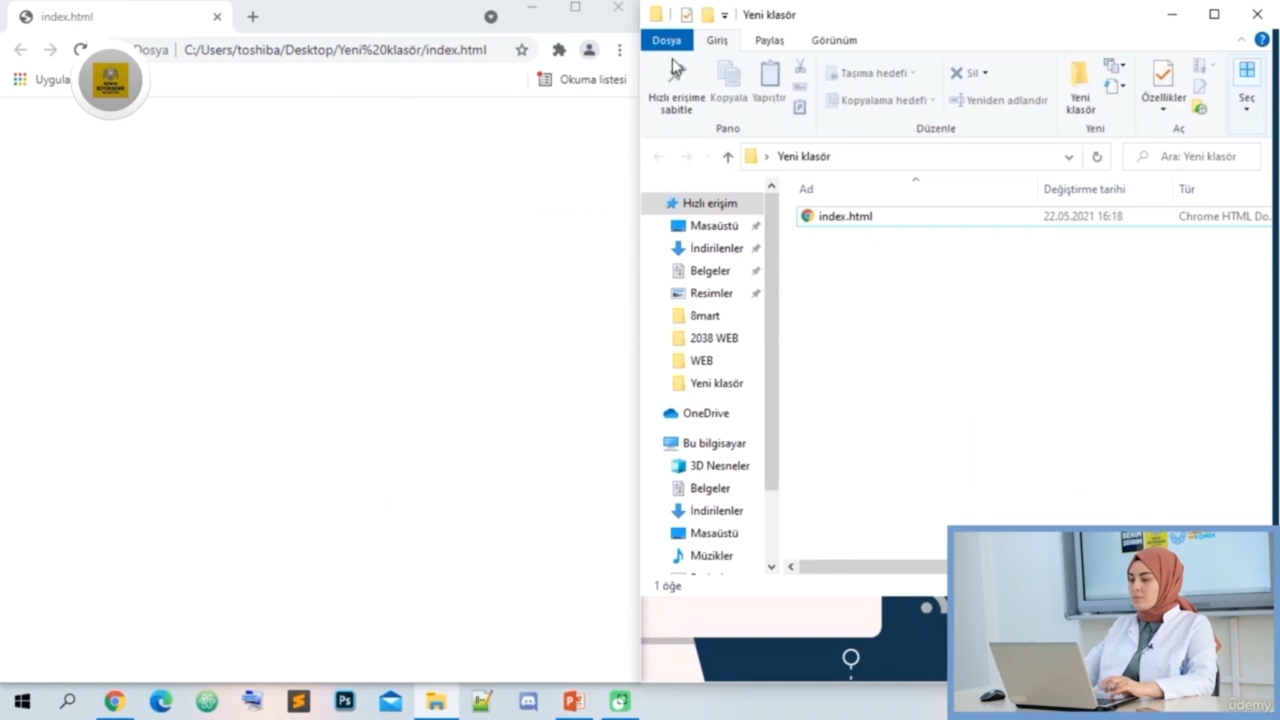 index.html
Dosya
C:/Users/toshiba/Desktop/Yeni%20klasör/index.html
Uygula
Okuma listesi
Yeni klasör
Dosya
Giriş
Paylaş
Görünüm
Hızlı erişime sabitle
Kopyala
Yapıştır
Pano
Taşıma hedefi
Kopyalama hedefi
Sil
Yeniden adlandır
Düzenle
Yeni klasör
Yeni
Özellikler
Aç
Seç
Yeni klasör
Ara: Yeni klasör
Ad
Değiştirme tarihi
Tür
index.html
22.05.2021 16:18
Chrome HTML Do...
Hızlı erişim
Masaüstü
İndirilenler
Belgeler
Resimler
8mart
2038 WEB
WEB
Yeni klasör
OneDrive
Bu bilgisayar
3D Nesneler
Belgeler
İndirilenler
Masaüstü
Müzikler
1 öğe
Ps
ûdemy